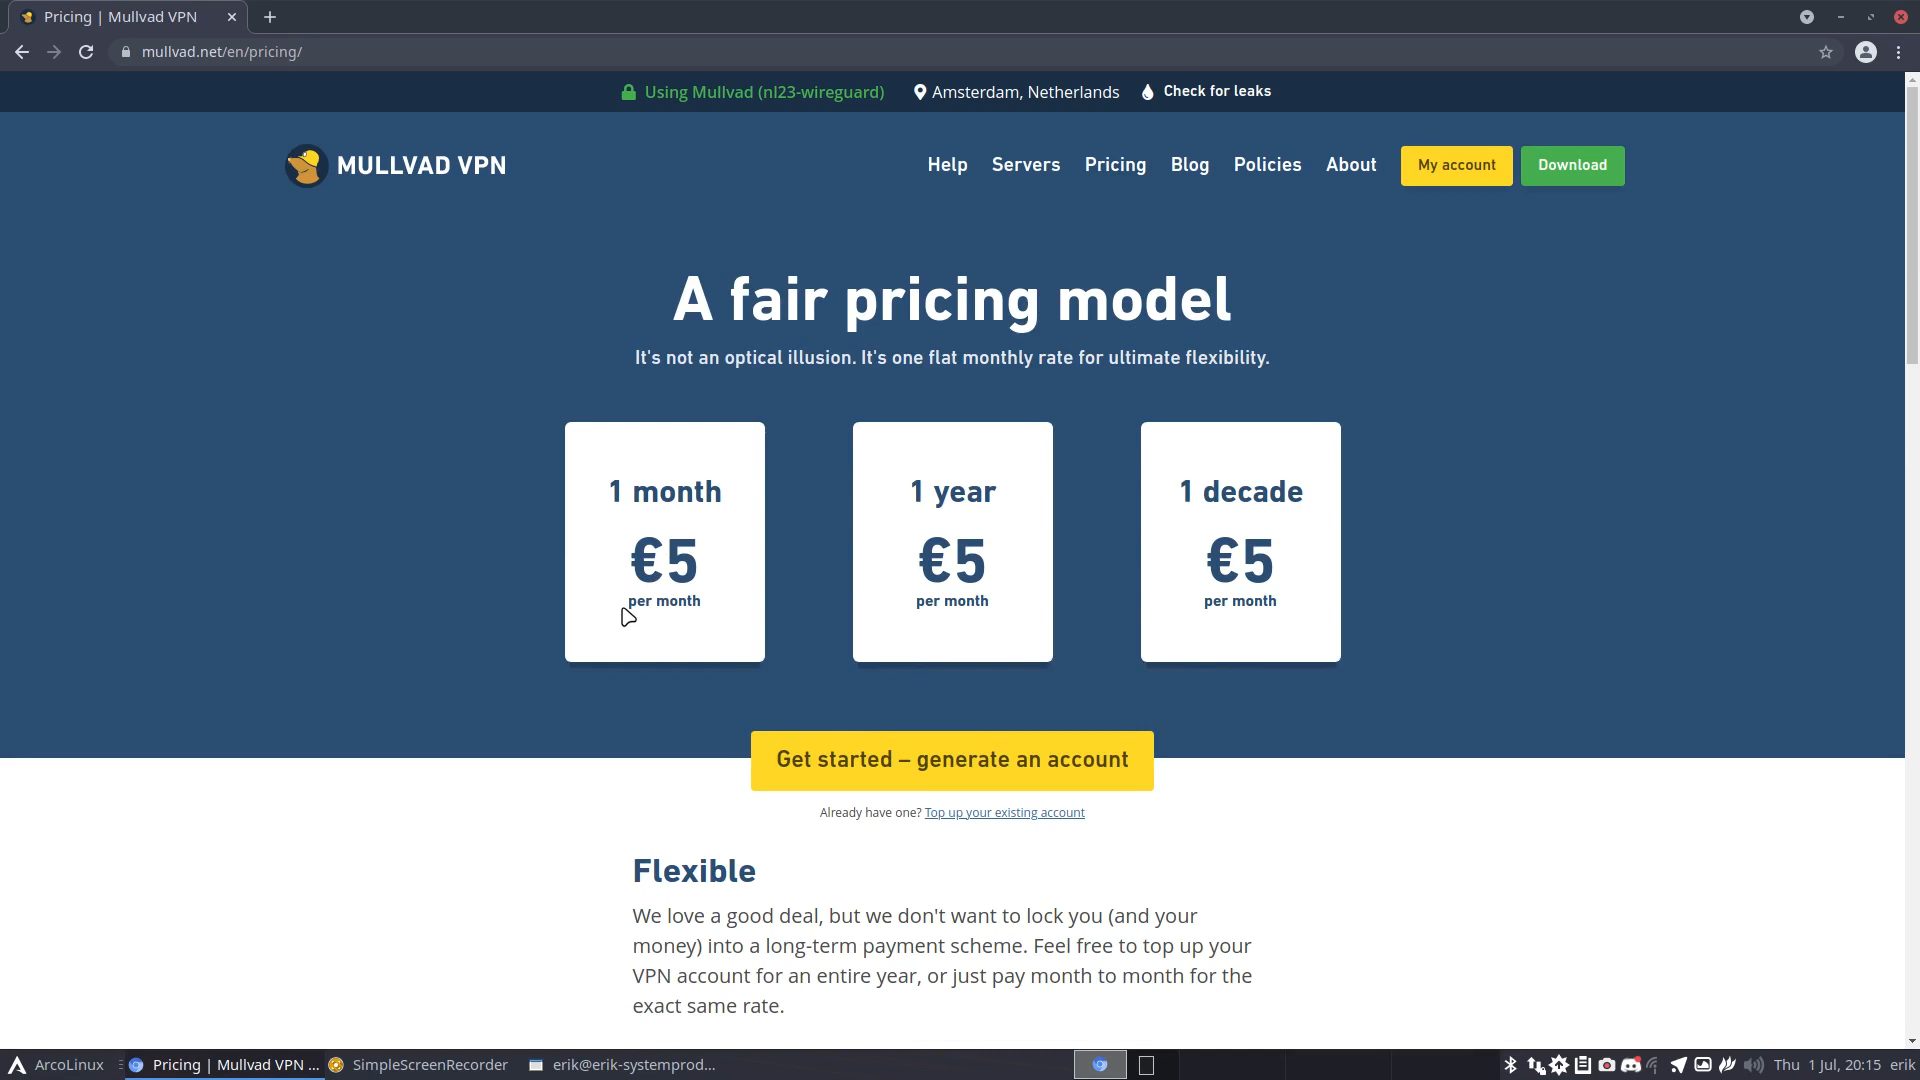 Pricing | Mullvad VPN
mullvad.net/en/pricing/
Using Mullvad (nl23-wireguard) Amsterdam, Netherlands Check for leaks
MULLVAD VPN
Help Servers Pricing Blog Policies About My account Download
A fair pricing model
It's not an optical illusion. It's one flat monthly rate for ultimate flexibility.
1 month 1 year 1 decade
€5 €5 €5
per month per month per month
Get started – generate an account
Already have one? Top up your existing account
Flexible
We love a good deal, but we don't want to lock you (and your
money) into a long-term payment scheme. Feel free to top up your
VPN account for an entire year, or just pay month to month for the
exact same rate.
ArcoLinux Pricing | Mullvad VPN ... SimpleScreenRecorder erik@erik-systemprod... Thu 1 Jul, 20:15 erik